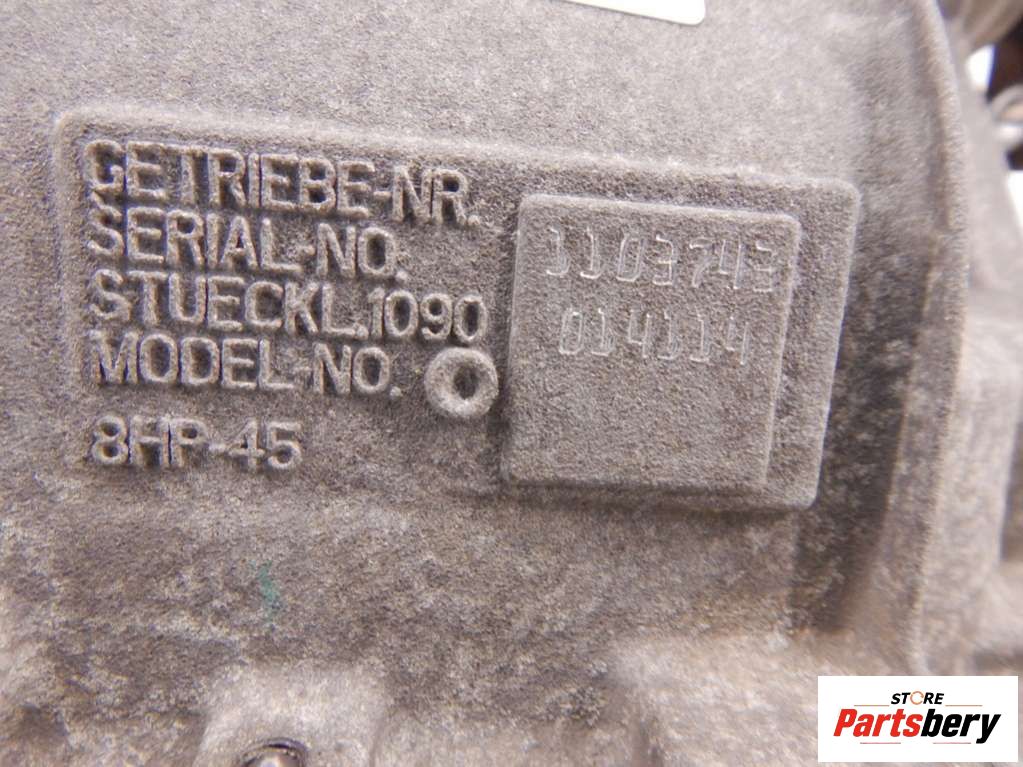 GETRIEBE-NR.
SERIAL-NO.
1103743
STUECKL.1090
014114
MODEL-NO.
8HP-45
STORE
Partsbery